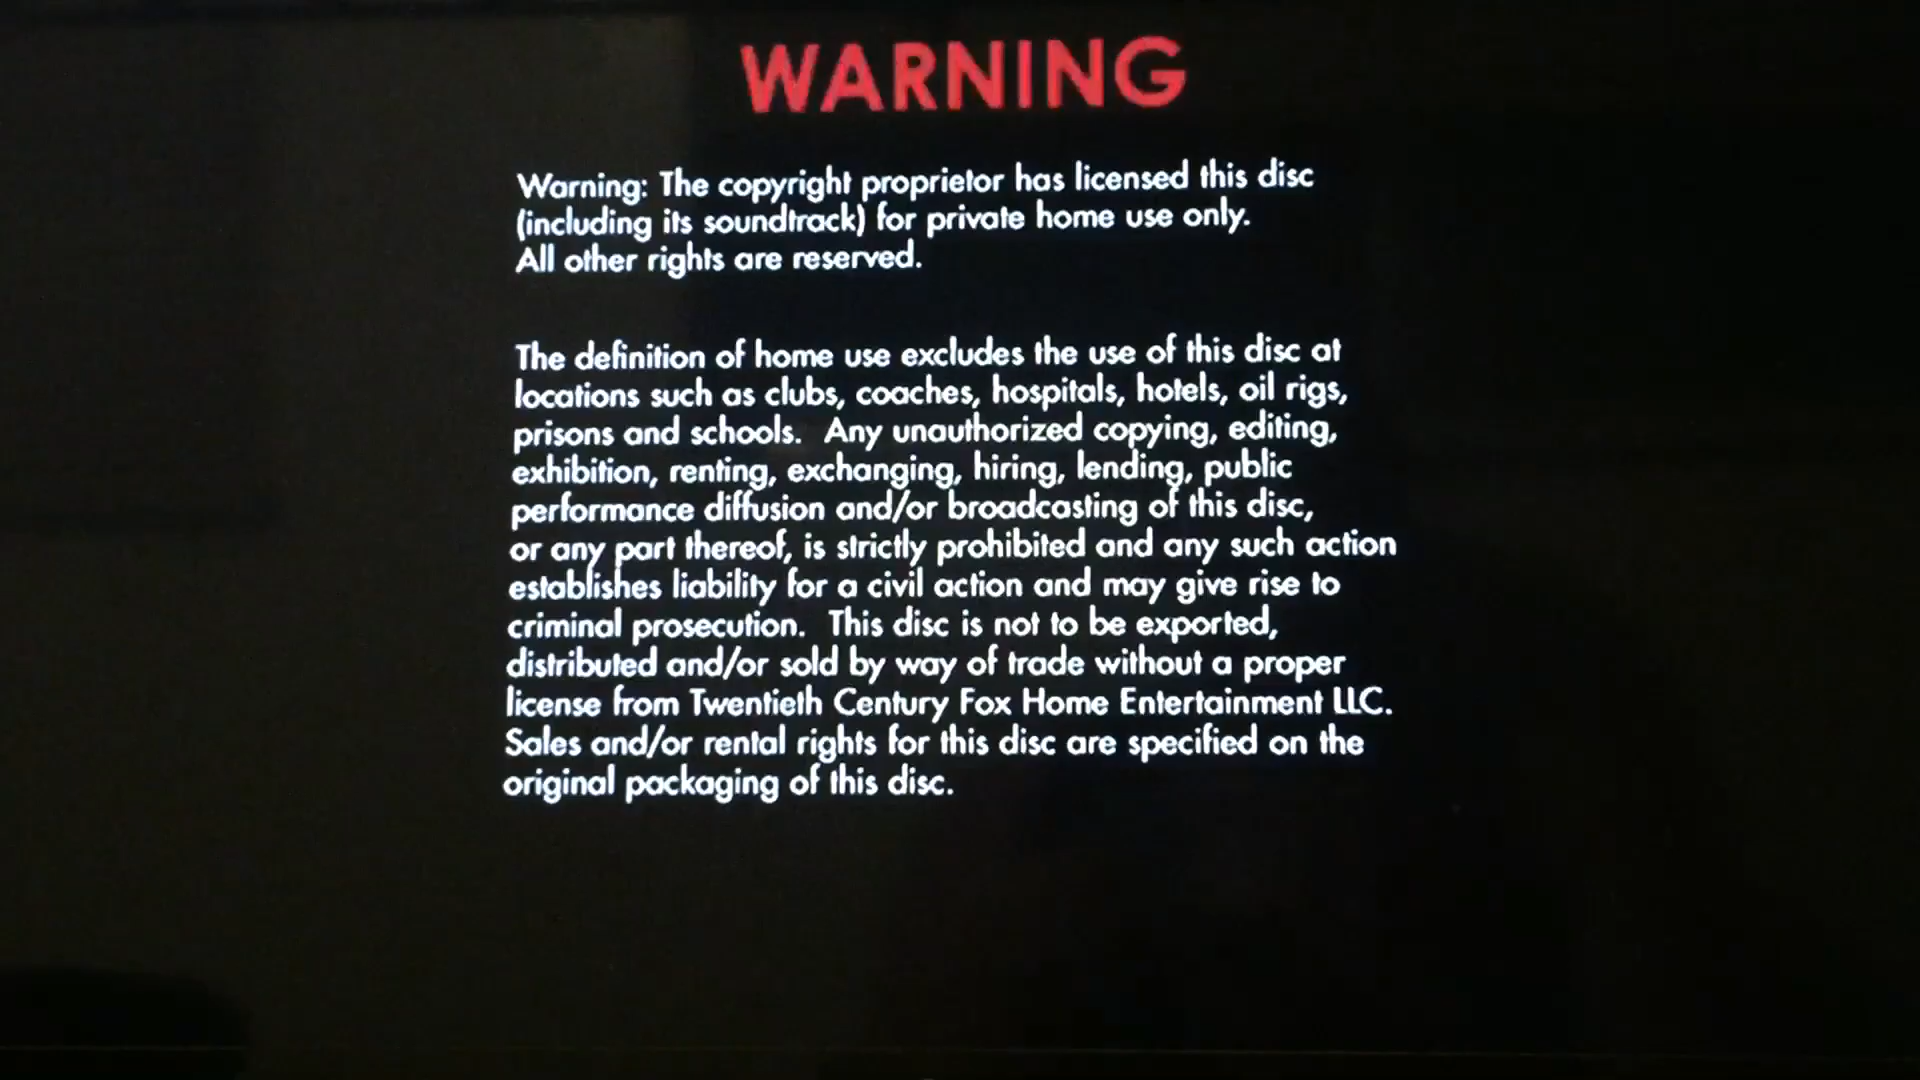 WARNING
Warning: The copyright proprietor has licensed this disc
(including its soundtrack) for private home use only.
All other rights are reserved.
The definition of home use excludes the use of this disc at
locations such as clubs, coaches, hospitals, hotels, oil rigs,
prisons and schools. Any unauthorized copying, editing,
exhibition, renting, exchanging, hiring, lending, public
performance diffusion and/or broadcasting of this disc,
or any part thereof, is strictly prohibited and any such action
establishes liability for a civil action and may give rise to
criminal prosecution. This disc is not to be exported,
distributed and/or sold by way of trade without a proper
license from Twentieth Century Fox Home Entertainment LLC.
Sales and/or rental rights for this disc are specified on the
original packaging of this disc.